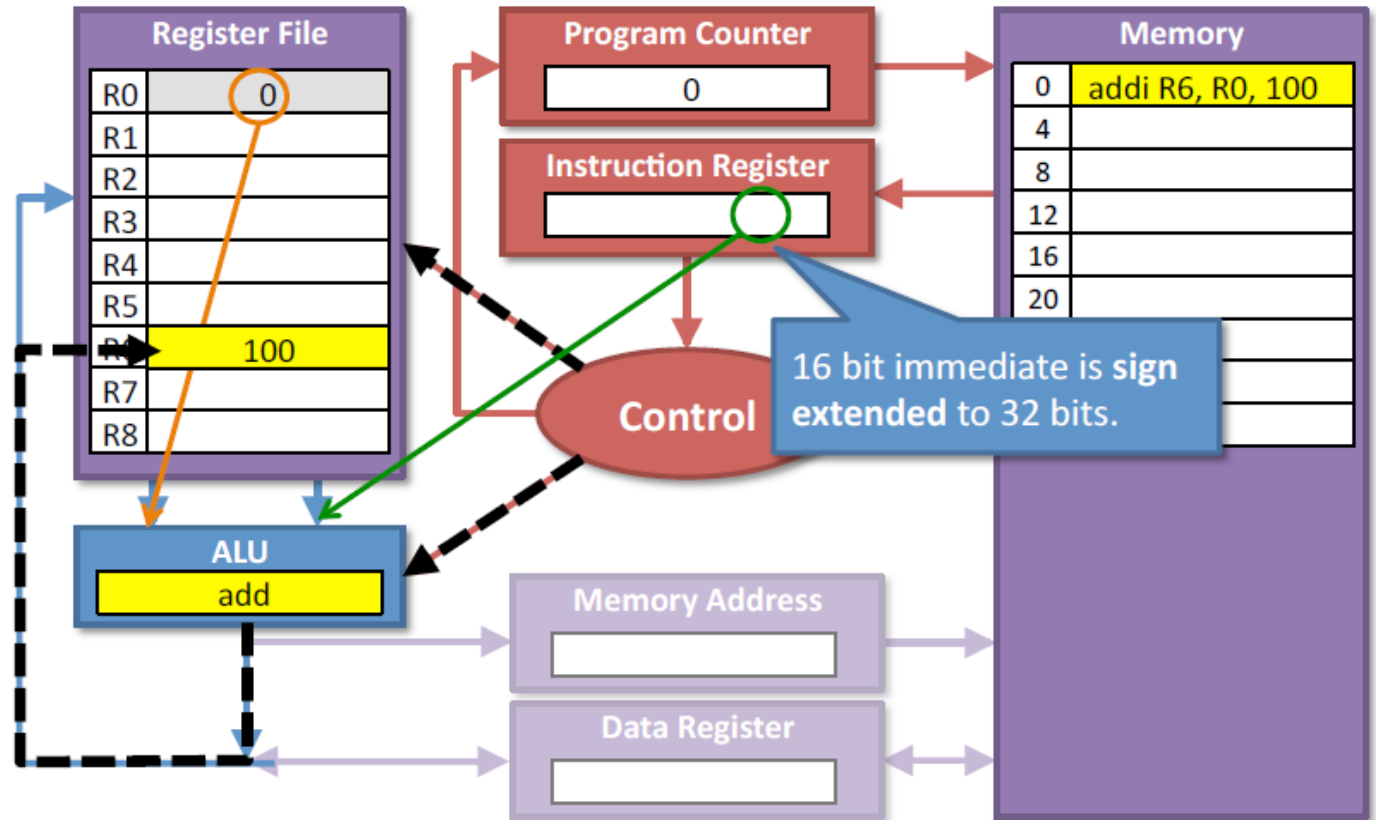 Register File
R0 0
R1
R2
R3
R4
R5
100
R7
R8
ALU
add
Program Counter
0
Instruction Register
Control
16 bit immediate is sign
extended to 32 bits.
Memory Address
Data Register
Memory
0 addi R6, R0, 100
4
8
12
16
20